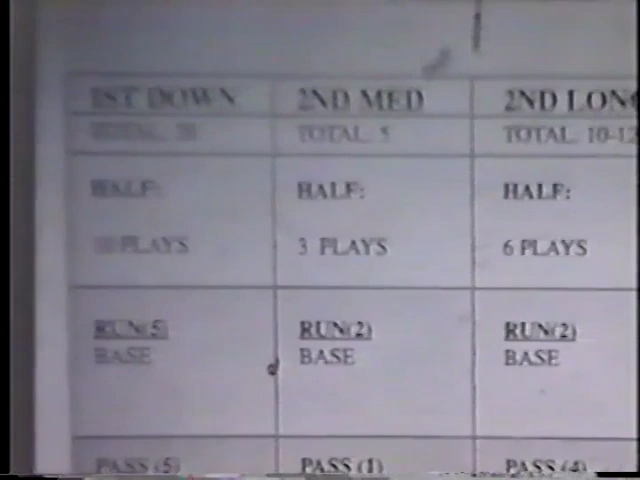 1ST DOWN 2ND MED 2ND LONG
TOTAL. TOTAL. 5 TOTAL. 10-12
HALF: HALF: HALF:
PLAYS 3 PLAYS 6 PLAYS
RUN(5) RUN(2) RUN(2)
BASE BASE BASE
PASS (5) PASS (1) PASS (4)